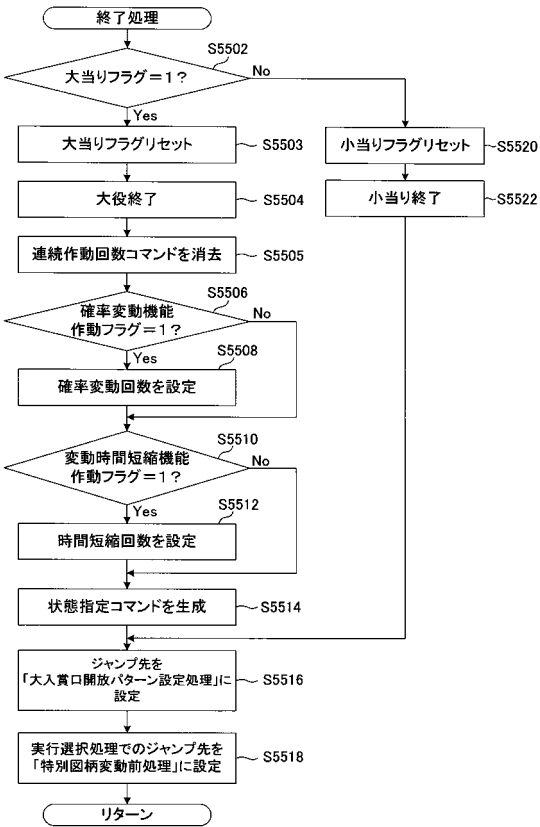 終了処理
S5502
大当りフラグ＝１？
No
Yes
大当りフラグリセット
S5503
小当りフラグリセット
S5520
大役終了
S5504
小当り終了
S5522
連続作動回数コマンドを消去
S5505
S5506
確率変動機能
作動フラグ＝１？
No
Yes
S5508
確率変動回数を設定
S5510
変動時間短縮機能
作動フラグ＝１？
No
Yes
S5512
時間短縮回数を設定
状態指定コマンドを生成
S5514
ジャンプ先を
「大入賞口開放パターン設定処理」に
設定
S5516
実行選択処理でのジャンプ先を
「特別図柄変動前処理」に設定
S5518
リターン